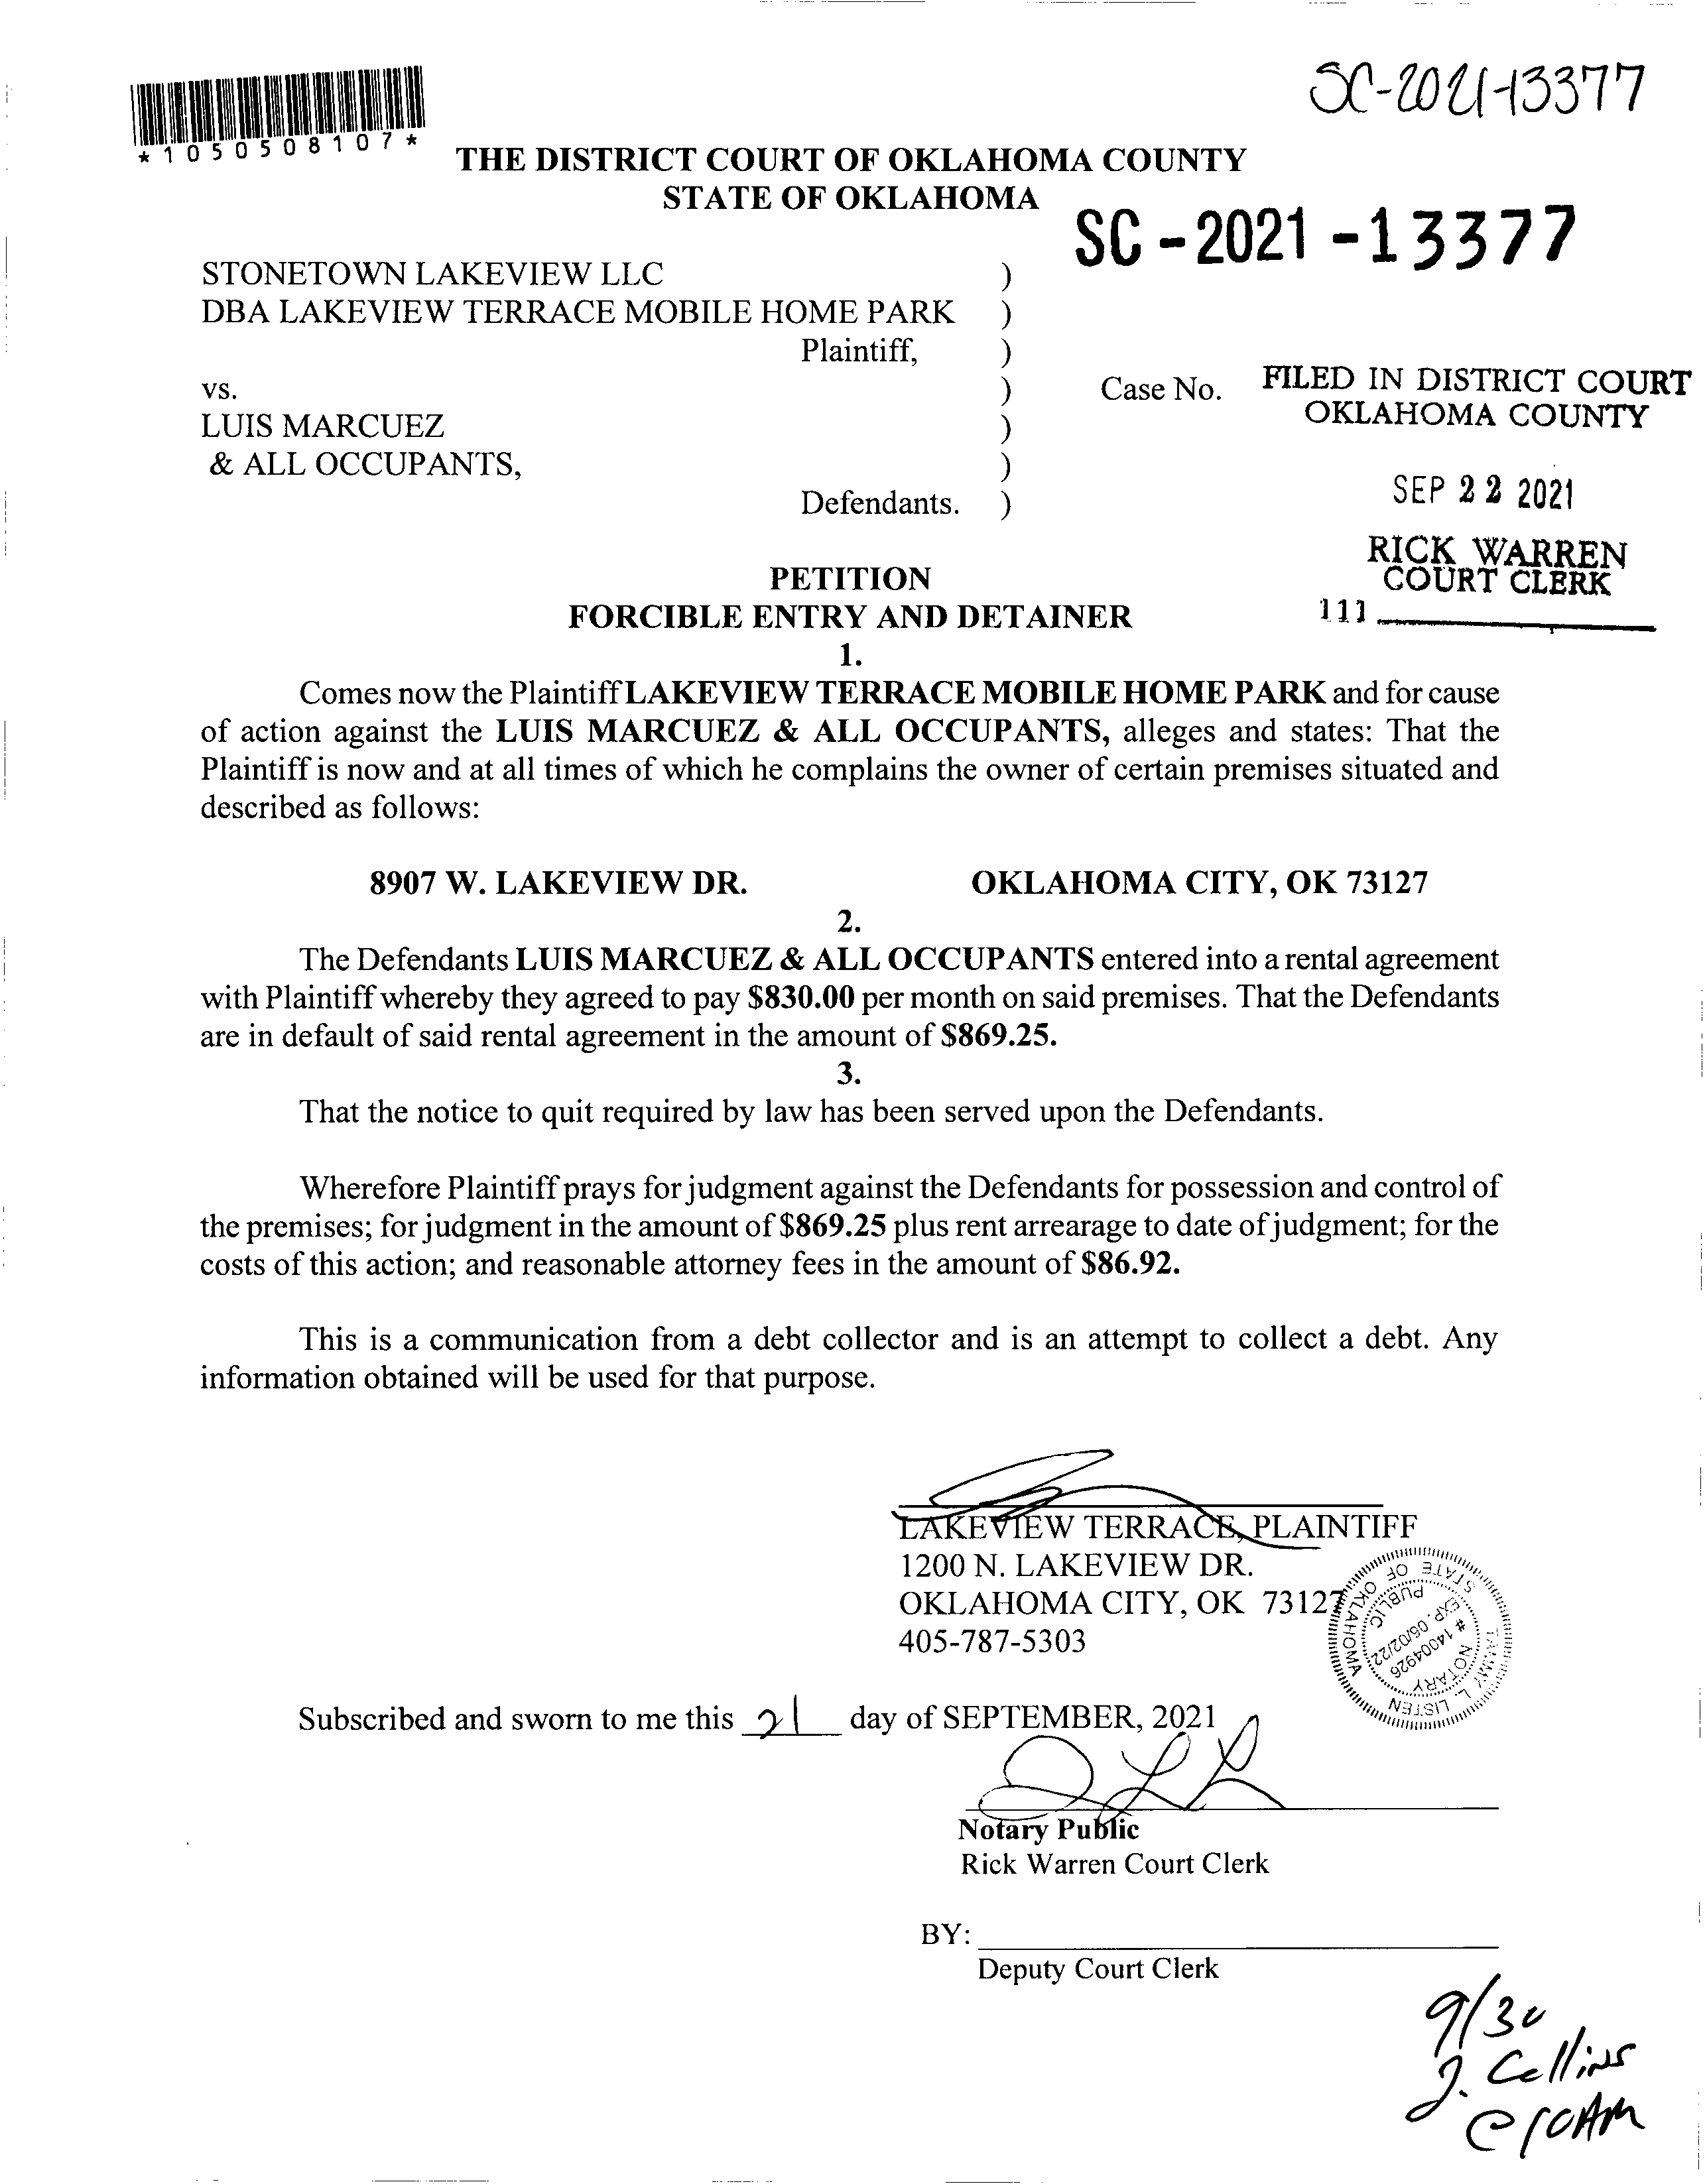 SC-2021-13377
*1050508107*
THE DISTRICT COURT OF OKLAHOMA COUNTY
STATE OF OKLAHOMA
SC-2021-13377
STONETOWN LAKEVIEW LLC )
DBA LAKEVIEW TERRACE MOBILE HOME PARK )
Plaintiff, )
vs. ) Case No. FILED IN DISTRICT COURT
OKLAHOMA COUNTY
LUIS MARCUEZ )
& ALL OCCUPANTS, )
SEP 22 2021
Defendants. )
RICK WARREN
COURT CLERK
111
PETITION
FORCIBLE ENTRY AND DETAINER
1.
Comes now the Plaintiff LAKEVIEW TERRACE MOBILE HOME PARK and for cause
of action against the LUIS MARCUEZ & ALL OCCUPANTS, alleges and states: That the
Plaintiff is now and at all times of which he complains the owner of certain premises situated and
described as follows:
8907 W. LAKEVIEW DR. OKLAHOMA CITY, OK 73127
2.
The Defendants LUIS MARCUEZ & ALL OCCUPANTS entered into a rental agreement
with Plaintiff whereby they agreed to pay $830.00 per month on said premises. That the Defendants
are in default of said rental agreement in the amount of $869.25.
3.
That the notice to quit required by law has been served upon the Defendants.
Wherefore Plaintiff prays for judgment against the Defendants for possession and control of
the premises; for judgment in the amount of $869.25 plus rent arrearage to date of judgment; for the
costs of this action; and reasonable attorney fees in the amount of $86.92.
This is a communication from a debt collector and is an attempt to collect a debt. Any
information obtained will be used for that purpose.
LAKEVIEW TERRACE, PLAINTIFF
1200 N. LAKEVIEW DR.
OKLAHOMA CITY, OK 73127
405-787-5303
L. LISTEN
NOTARY
# 14004926
EXP. 05/02/22
PUBLIC
STATE OF OKLAHOMA
Subscribed and sworn to me this 21 day of SEPTEMBER, 2021
Notary Public
Rick Warren Court Clerk
BY:
Deputy Court Clerk
9/30
J. Collins
@ 10AM